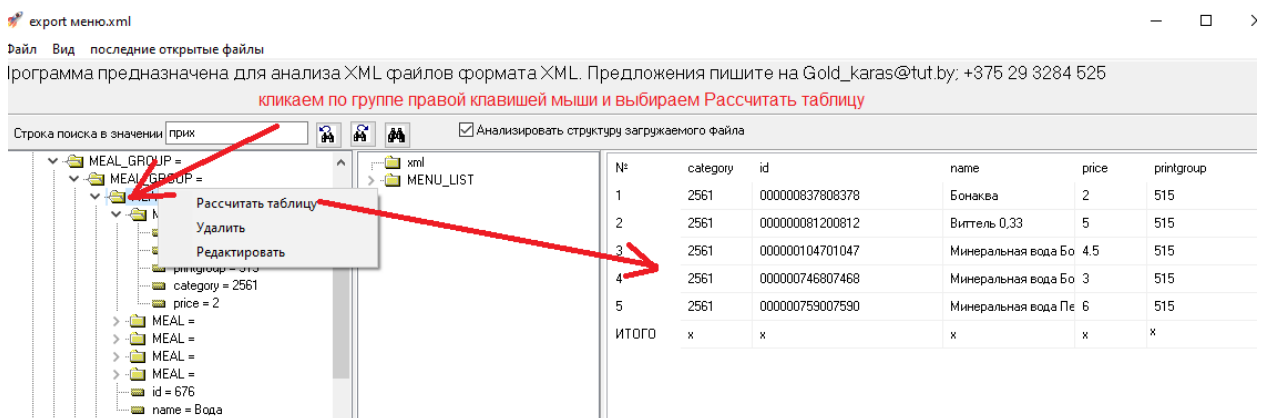 export меню.xml
Файл Вид последние открытые файлы
Программа предназначена для анализа XML файлов формата XML. Предложения пишите на Gold_karas@tut.by; +375 29 3284 525
кликаем по группе правой клавишей мыши и выбираем Рассчитать таблицу
Строка поиска в значении прих Анализировать структуру загружаемого файла
MEAL_GROUP =
MEAL_GROUP =
Рассчитать таблицу
Удалить
Редактировать
printgroup = 515
category = 2561
price = 2
MEAL =
MEAL =
MEAL =
MEAL =
id = 676
name = Вода
xml
MENU_LIST
№ category id name price printgroup
1 2561 000000837808378 Бонаква 2 515
2 2561 000000081200812 Виттель 0,33 5 515
3 2561 000000104701047 Минеральная вода Бо 4.5 515
4 2561 000000746807468 Минеральная вода Бо 3 515
5 2561 000000759007590 Минеральная вода Пе 6 515
ИТОГО x x x x x